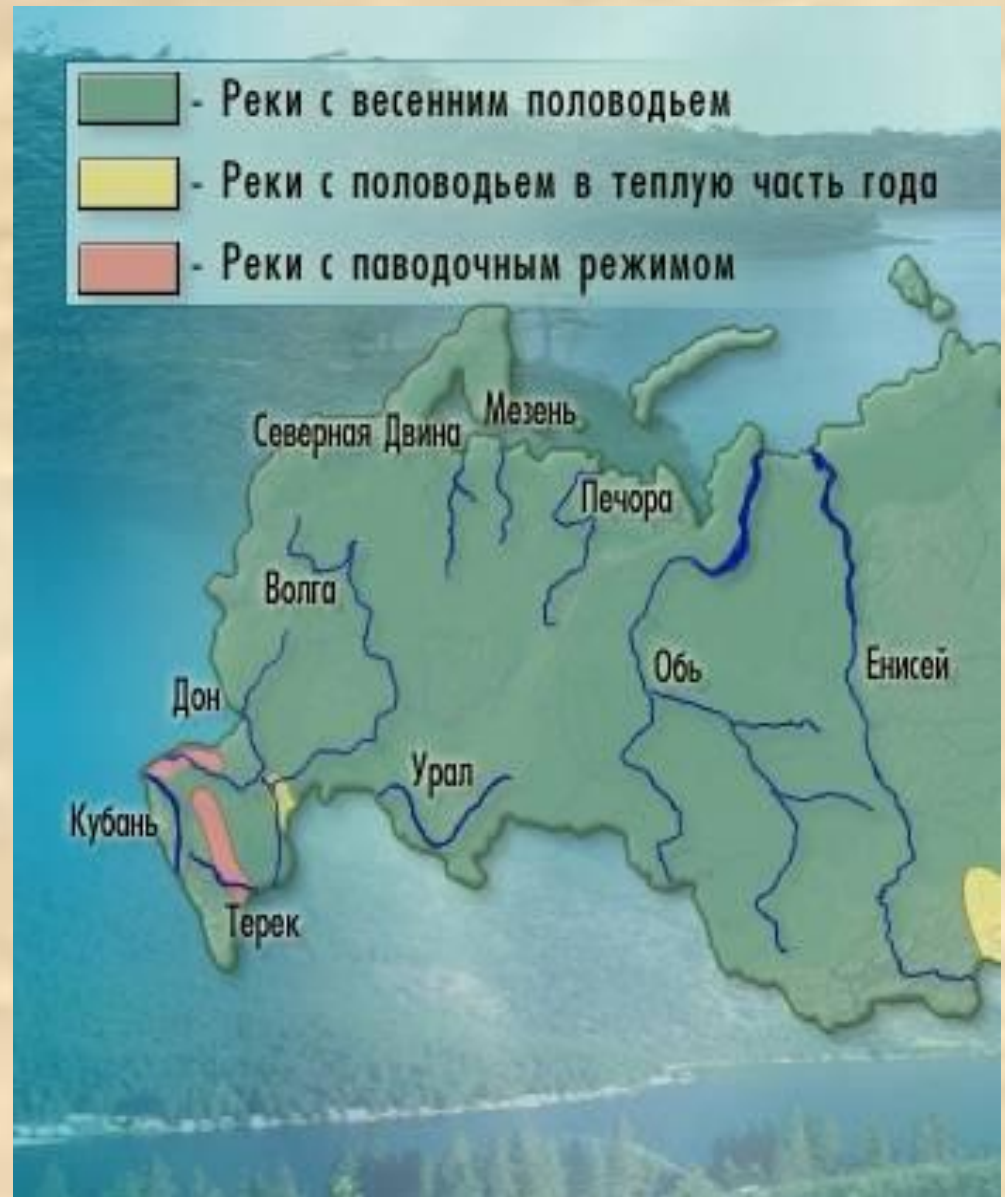 - Реки с весенним половодьем
- Реки с половодьем в теплую часть года
- Реки с паводочным режимом
Мезень
Северная Двина
Печора
Волга
Обь
Енисей
Дон
Урал
Кубань
Терек